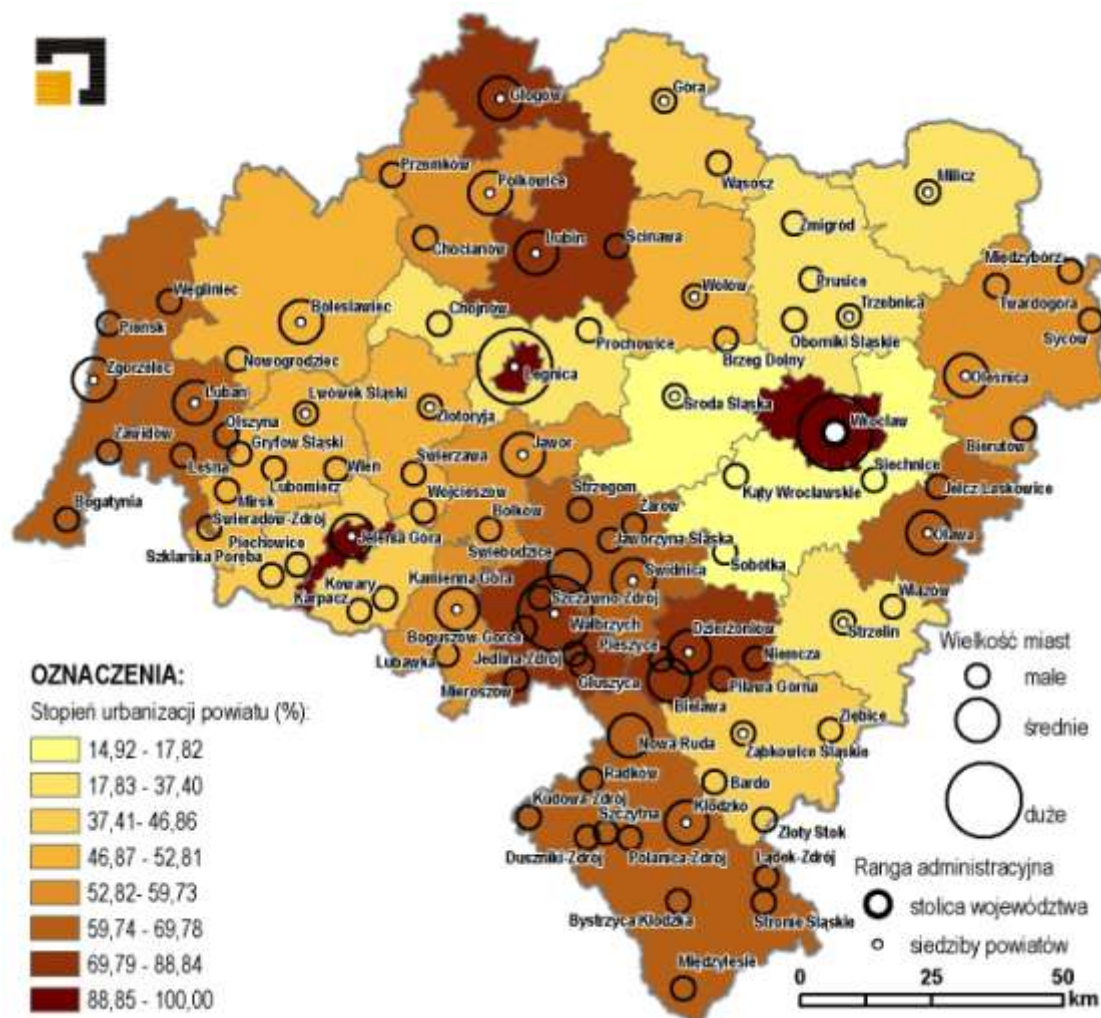 Głogów
Góra
Przemków
Polkowice
Wąsosz
Milicz
Żmigród
Chocianów
Lubin
Ścinawa
Międzybórz
Prusice
Wołów
Twardogóra
Węgliniec
Trzebnica
Bolesławiec
Chojnów
Syców
Pieńsk
Prochowice
Oborniki Śląskie
Brzeg Dolny
Nowogrodziec
Zgorzelec
Legnica
Oleśnica
Lubań
Lwówek Śląski
Środa Śląska
Złotoryja
Wrocław
Olszyna
Zawidów
Gryfów Śląski
Świerzawa
Jawor
Bierutów
Leśna
Wleń
Siechnice
Lubomierz
Kąty Wrocławskie
Mirsk
Wojcieszów
Strzegom
Jelcz Laskowice
Bogatynia
Bolków
Żarów
Świeradów-Zdrój
Piechowice
Jelenia Góra
Jaworzyna Śląska
Oława
Szklarska Poręba
Świebodzice
Sobótka
Kowary
Kamienna Góra
Świdnica
Karpacz
Szczawno-Zdrój
Wiązów
Wałbrzych
Dzierżoniów
Strzelin
Boguszów-Gorce
Pieszyce
Lubawka
Jedlina-Zdrój
Niemcza
Mieroszów
Głuszyca
Piława Górna
Bielawa
Ziębice
Nowa Ruda
Ząbkowice Śląskie
Radków
Bardo
Kudowa-Zdrój
Szczytna
Kłodzko
Złoty Stok
Duszniki-Zdrój
Polanica-Zdrój
Lądek-Zdrój
Bystrzyca Kłodzka
Stronie Śląskie
Międzylesie
OZNACZENIA:
Stopień urbanizacji powiatu (%):
14,92 - 17,82
17,83 - 37,40
37,41 - 46,86
46,87 - 52,81
52,82 - 59,73
59,74 - 69,78
69,79 - 88,84
88,85 - 100,00
Wielkość miast
małe
średnie
duże
Ranga administracyjna
stolica województwa
siedziby powiatów
0 25 50
km